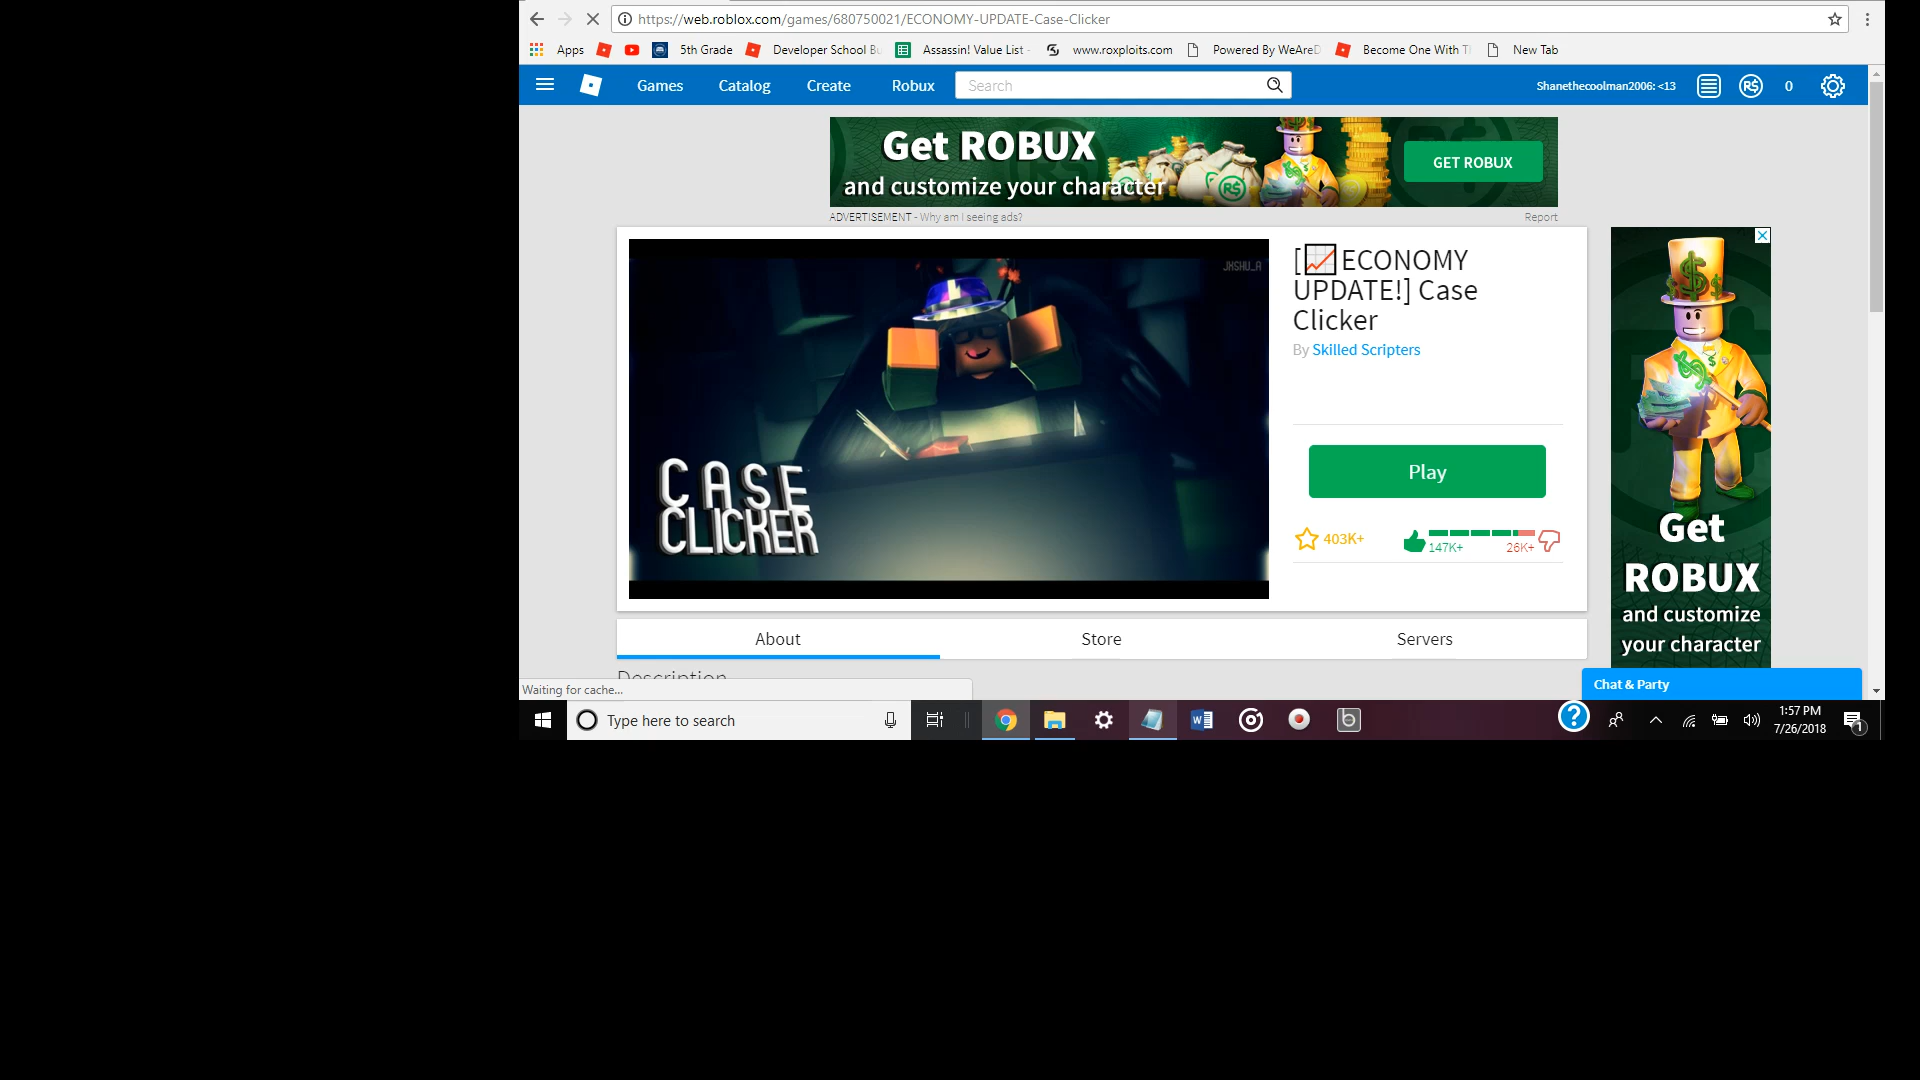 https://web.roblox.com/games/680750021/ECONOMY-UPDATE-Case-Clicker
Apps 5th Grade Developer School Bu Assassin! Value List - www.roxploits.com Powered By WeAreD Become One With T New Tab
Games Catalog Create Robux Search Shanethecoolman2006: <13 R$ 0
Get ROBUX
and customize your character
GET ROBUX
ADVERTISEMENT - Why am I seeing ads? Report
JXSHU_A
CASE
CLICKER
[📈ECONOMY
UPDATE!] Case
Clicker
By Skilled Scripters
Play
403K+ 147K+ 26K+
Get
ROBUX
and customize
your character
About Store Servers
Description
Waiting for cache...
Chat & Party
Type here to search
1:57 PM
7/26/2018
1